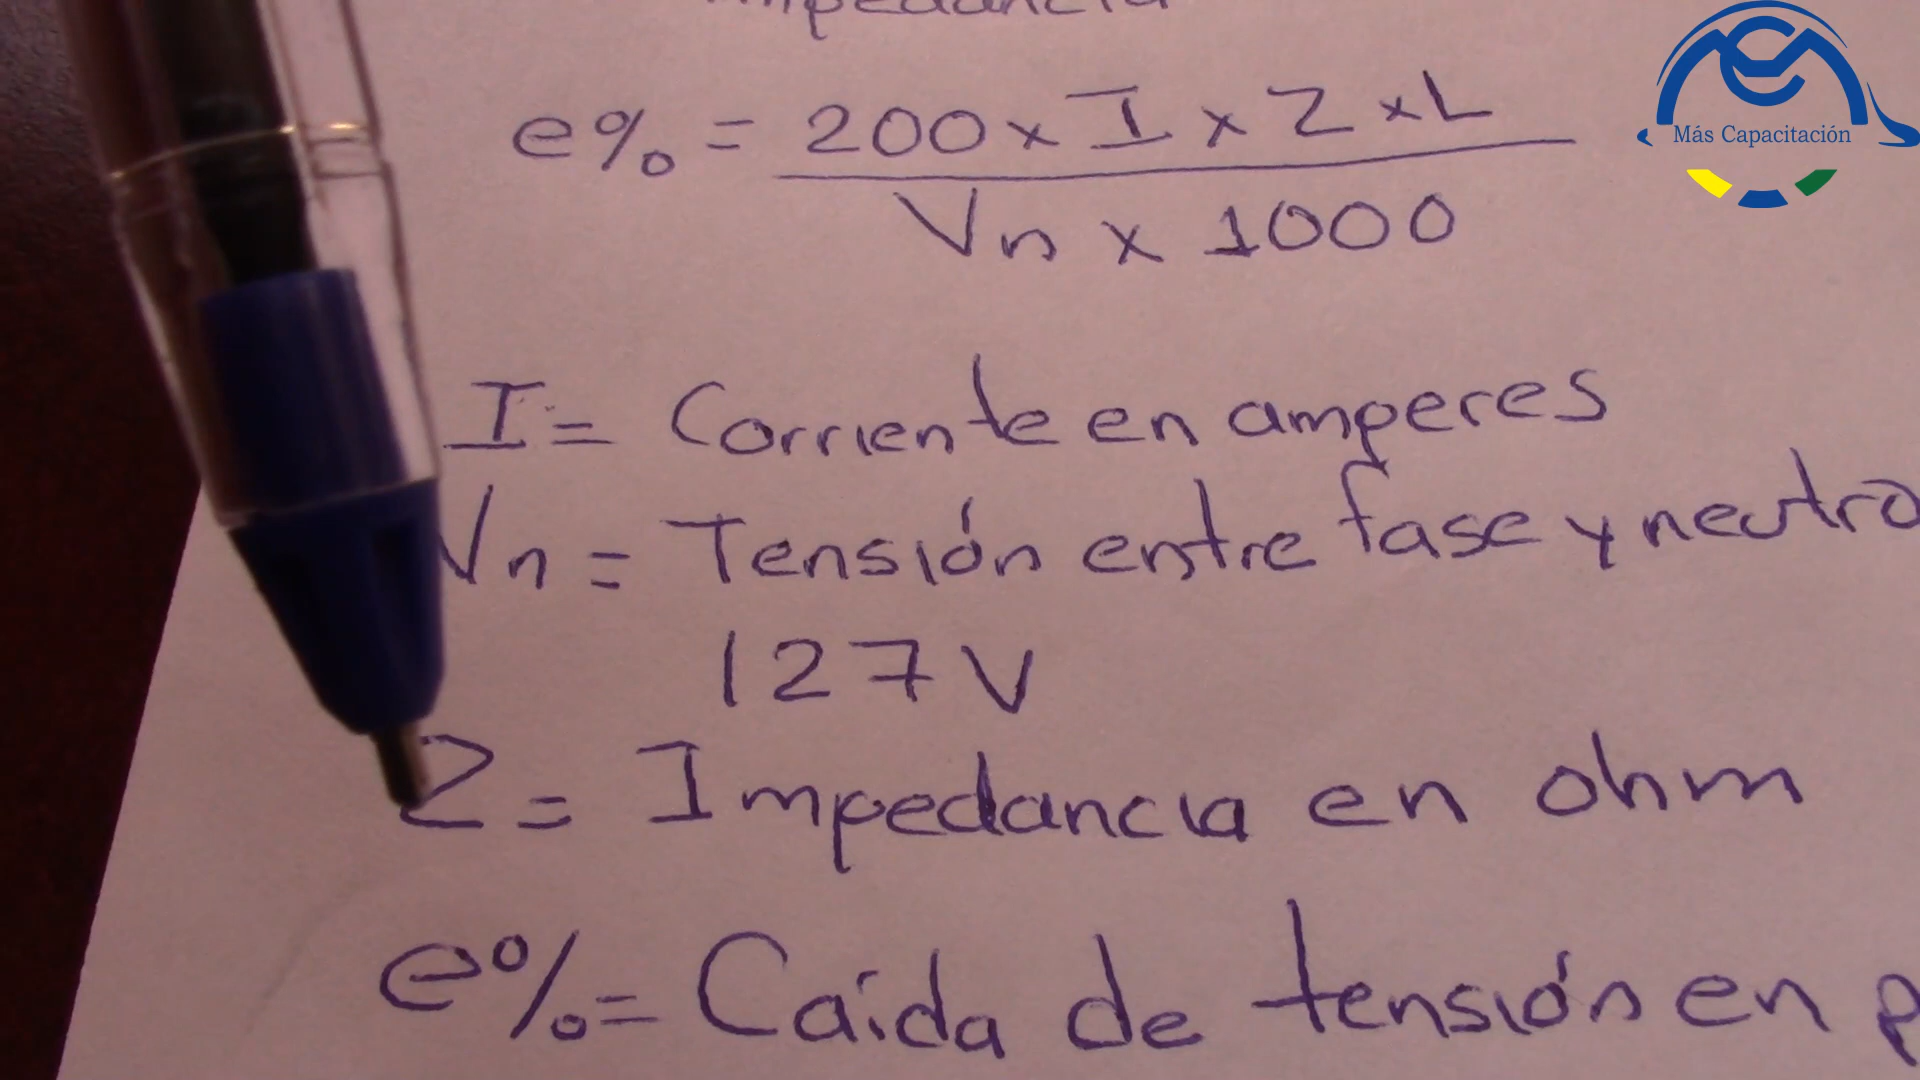 Impedancia
e% = 200 x I x Z x L
Vn x 1000
Más Capacitación
I = Corriente en amperes
Vn = Tensión entre fase y neutro
127 V
Z = Impedancia en ohm
e% = Caída de tensión en p